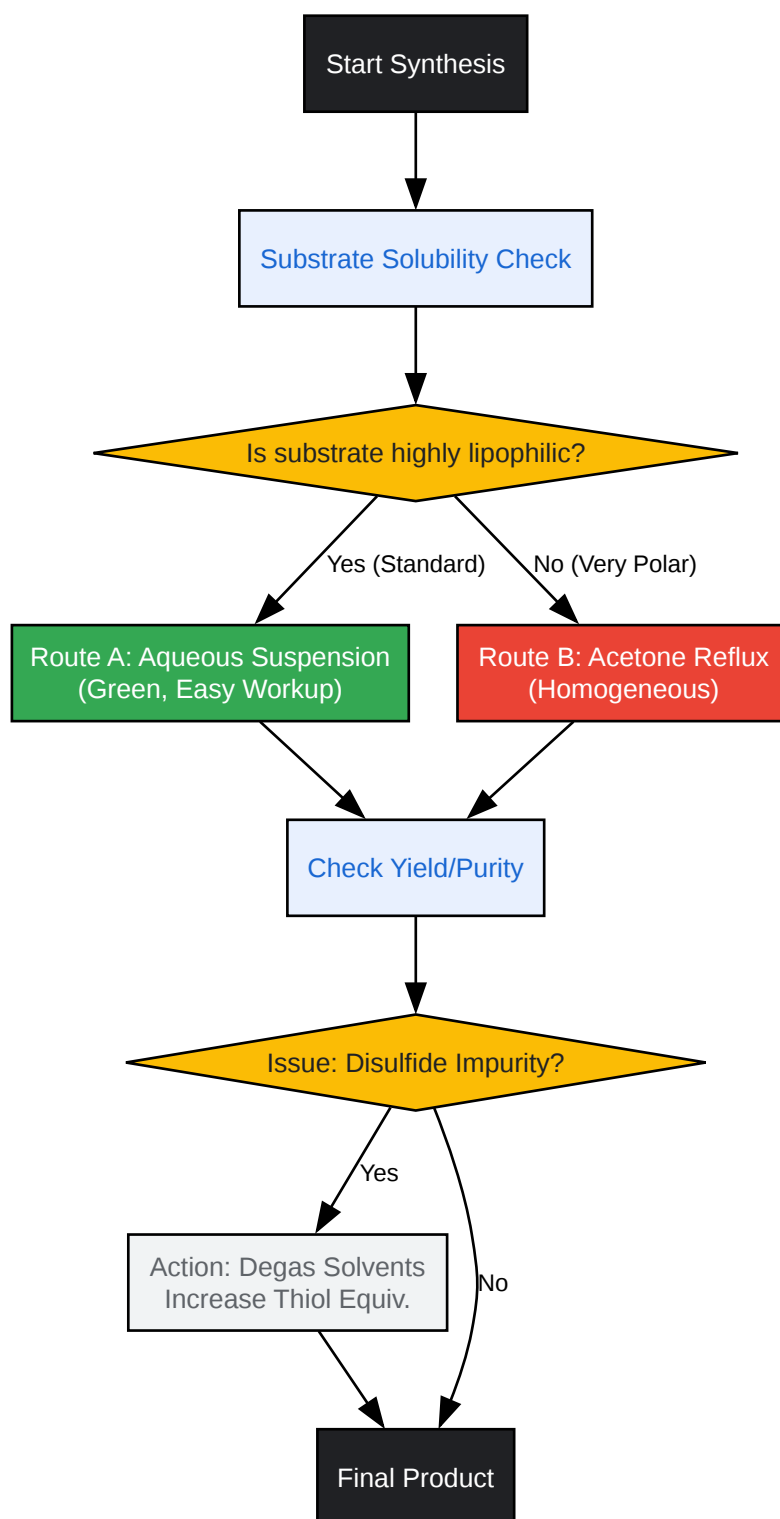 Start Synthesis
Substrate Solubility Check
Is substrate highly lipophilic?
Yes (Standard)
No (Very Polar)
Route A: Aqueous Suspension
(Green, Easy Workup)
Route B: Acetone Reflux
(Homogeneous)
Check Yield/Purity
Issue: Disulfide Impurity?
Yes
Action: Degas Solvents
Increase Thiol Equiv.
No
Final Product